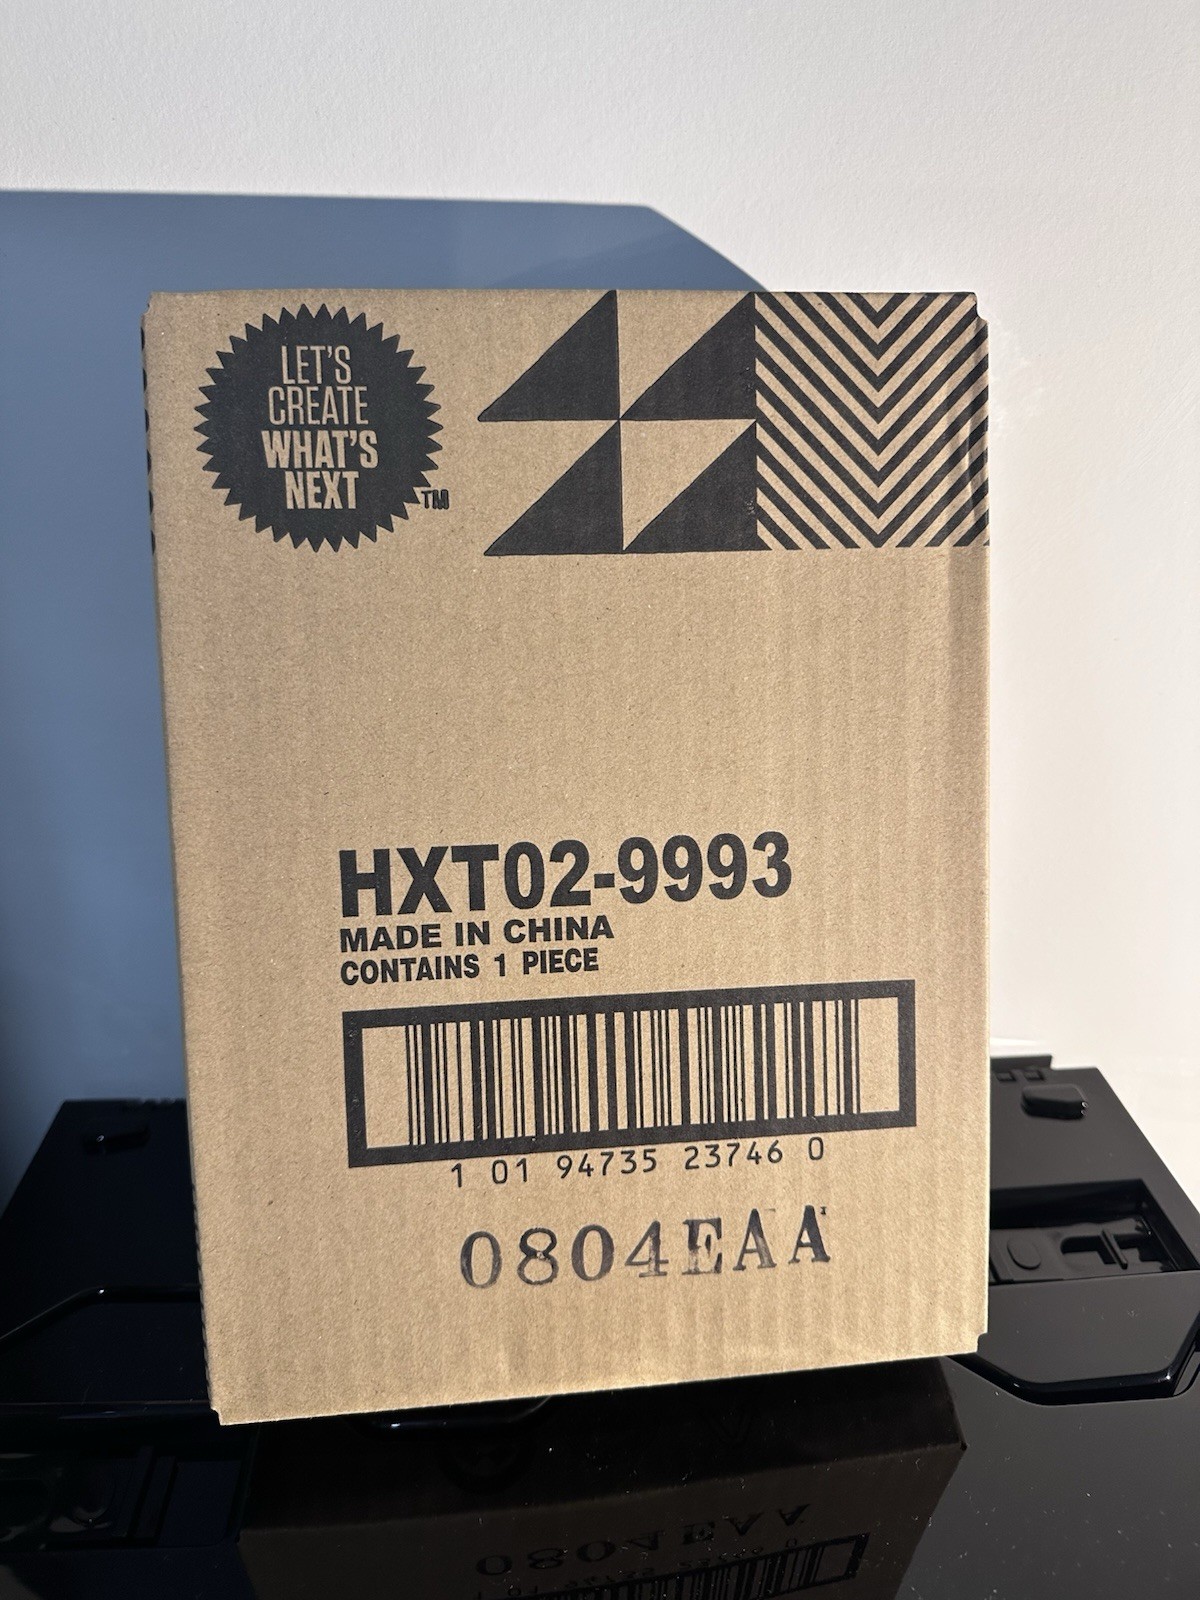 LET'S
CREATE
WHAT'S
NEXT
TM
HXT02-9993
MADE IN CHINA
CONTAINS 1 PIECE
1 01 94735 23746 0
0804EAA